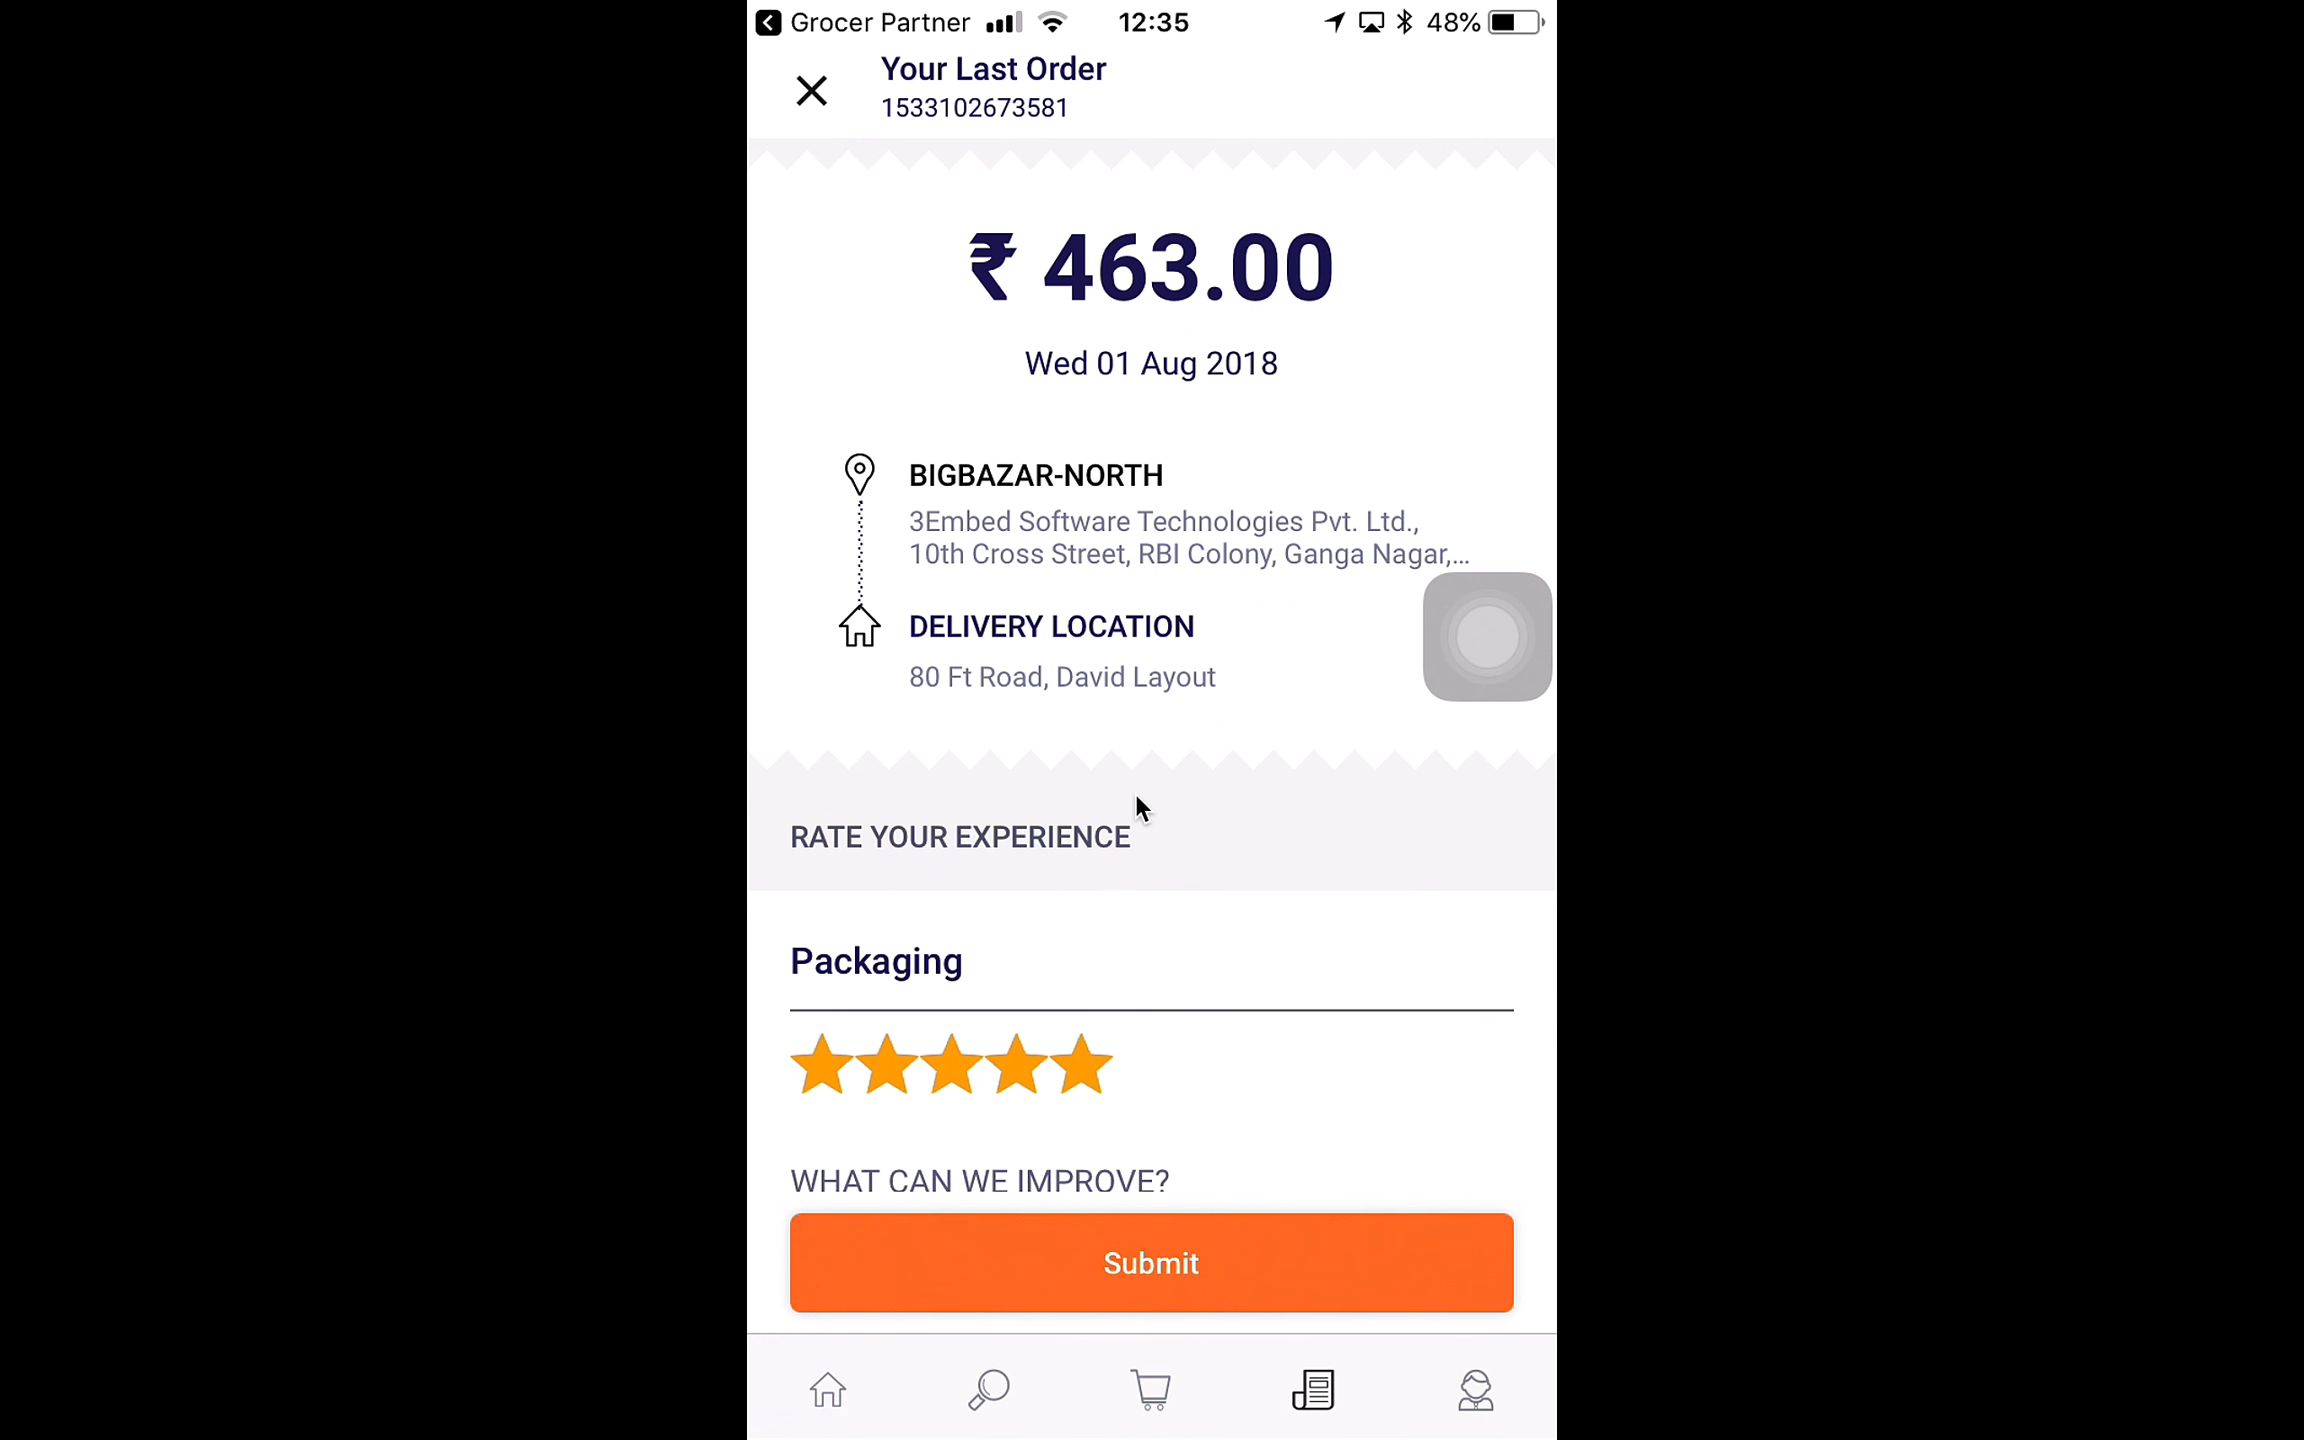 Grocer Partner 12:35 48%
Your Last Order
1533102673581
₹ 463.00
Wed 01 Aug 2018
BIGBAZAR-NORTH
3Embed Software Technologies Pvt. Ltd.,
10th Cross Street, RBI Colony, Ganga Nagar,...
DELIVERY LOCATION
80 Ft Road, David Layout
RATE YOUR EXPERIENCE
Packaging
WHAT CAN WE IMPROVE?
Submit